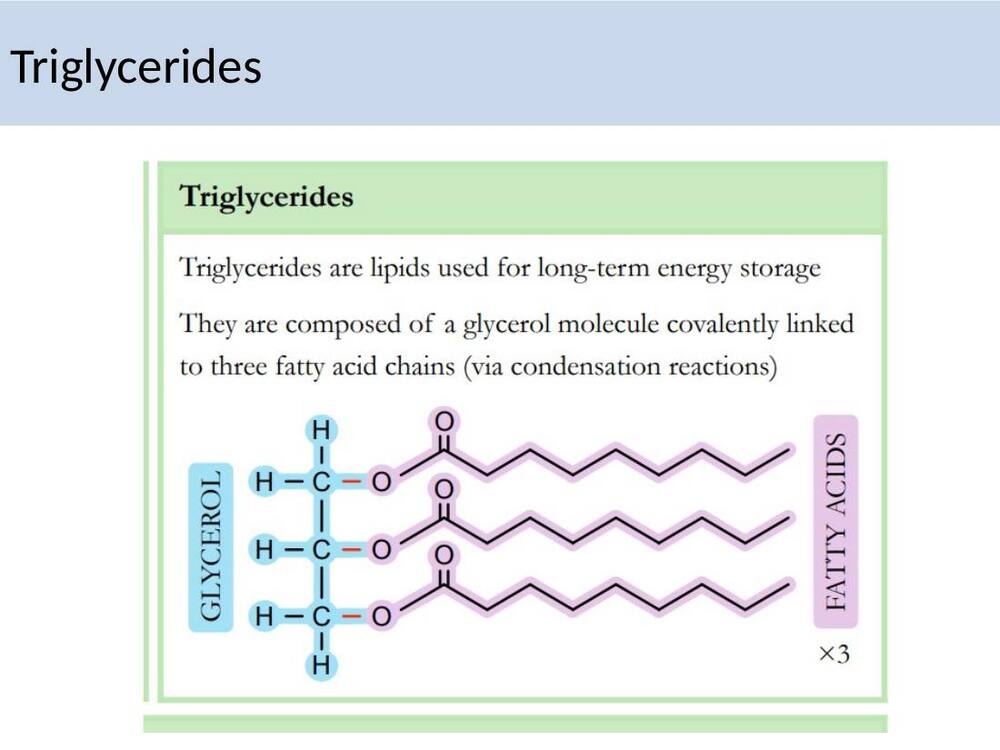 Triglycerides
Triglycerides
Triglycerides are lipids used for long-term energy storage
They are composed of a glycerol molecule covalently linked
to three fatty acid chains (via condensation reactions)
GLYCEROL
H
H – C – O
H – C – O
H – C – O
H
O
O
O
FATTY ACIDS
×3